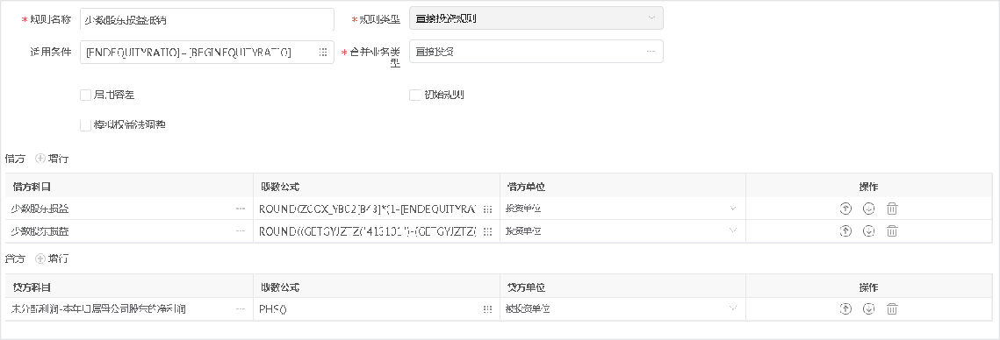 * 规则名称 少数股东损益抵销 * 规则类型 直接投资规则
适用条件 [ENDEQUITYRATIO]=[BEGINEQUITYRATIO] * 合并业务类型 直接投资
启用容差 初始规则
模拟权益法调整
借方 增行
借方科目 取数公式 借方单位 操作
少数股东损益 ROUND(ZCOX_YB02[B43]*(1-[ENDEQUITYRA 投资单位
少数股东损益 ROUND((GETGYJZTZ("413101")-(GETGYJZTZ( 投资单位
贷方 增行
贷方科目 取数公式 贷方单位 操作
未分配利润-本年归属母公司股东的净利润 PHS() 被投资单位